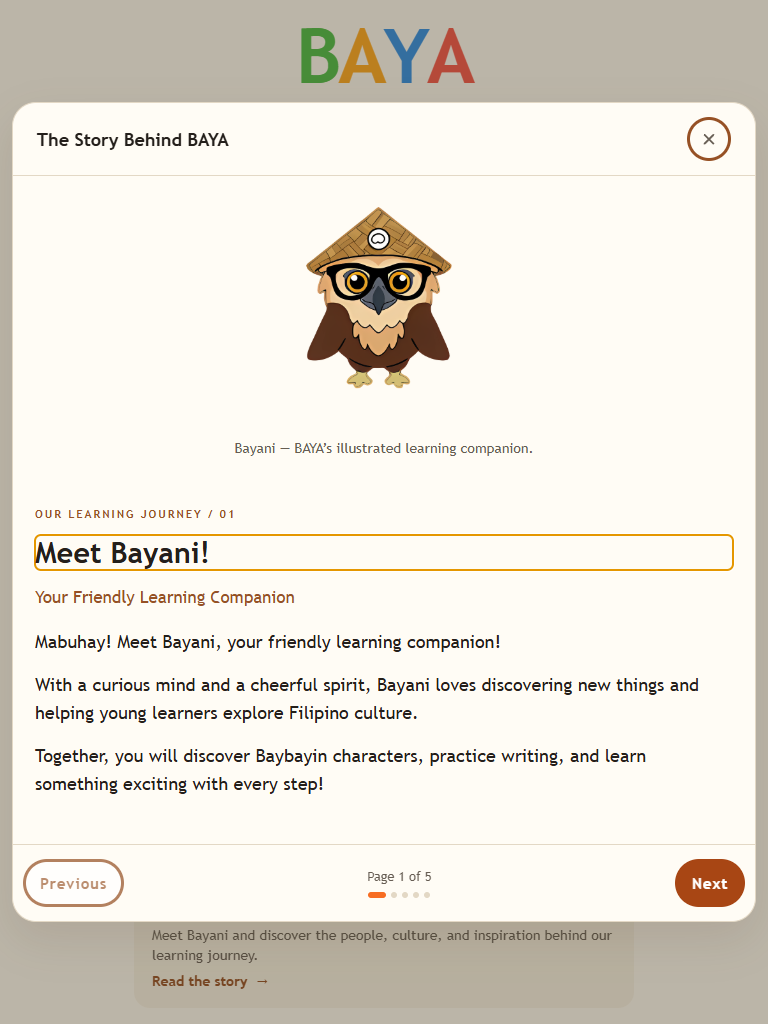 BAYA
The Story Behind BAYA
Bayani — BAYA’s illustrated learning companion.
OUR LEARNING JOURNEY / 01
Meet Bayani!
Your Friendly Learning Companion
Mabuhay! Meet Bayani, your friendly learning companion!
With a curious mind and a cheerful spirit, Bayani loves discovering new things and
helping young learners explore Filipino culture.
Together, you will discover Baybayin characters, practice writing, and learn
something exciting with every step!
Previous
Page 1 of 5
Next
Meet Bayani and discover the people, culture, and inspiration behind our
learning journey.
Read the story →